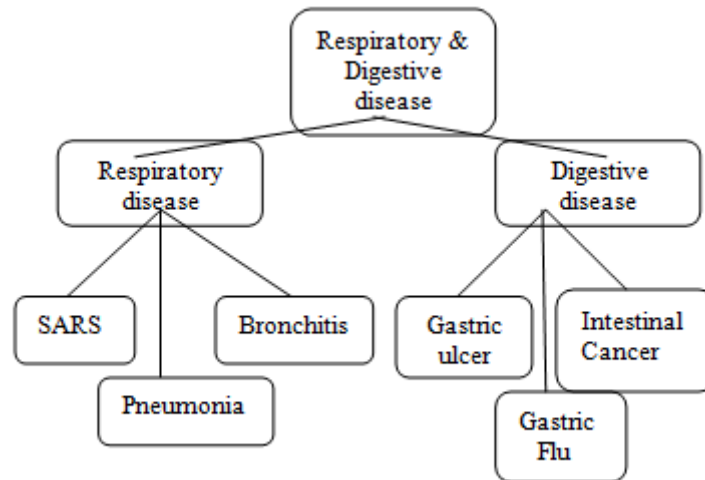 Respiratory &
Digestive
disease
Respiratory
disease
Digestive
disease
SARS
Bronchitis
Pneumonia
Gastric
ulcer
Intestinal
Cancer
Gastric
Flu